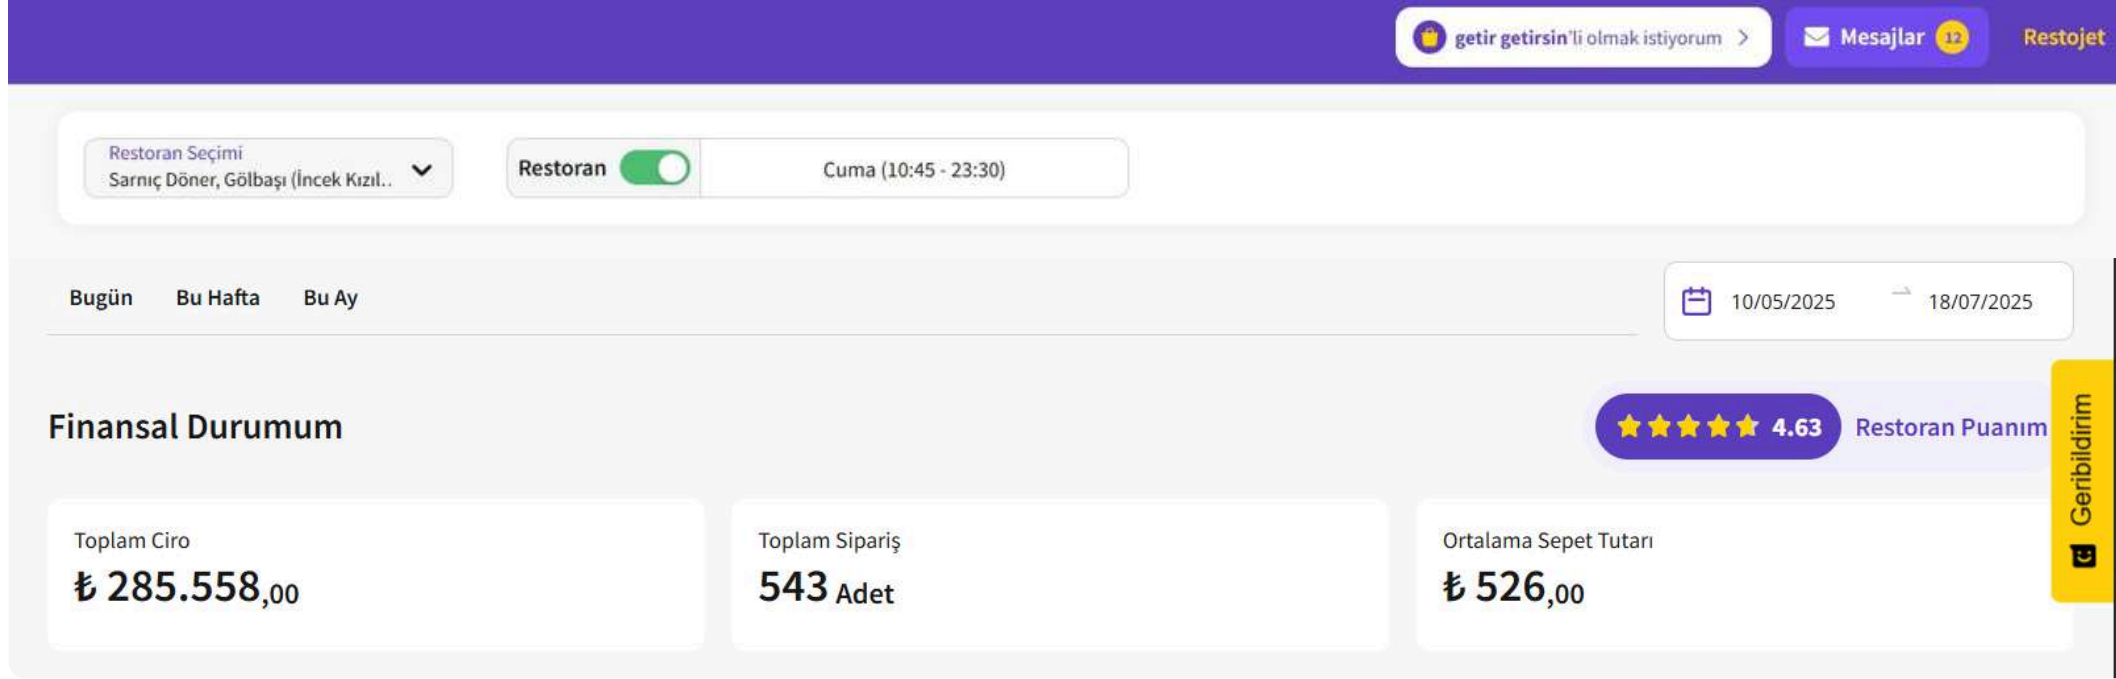 getir getirsin'li olmak istiyorum
Mesajlar 12
Restojet
Restoran Seçimi
Sarnıç Döner, Gölbaşı (İncek Kızıl..
Restoran
Cuma (10:45 - 23:30)
Bugün Bu Hafta Bu Ay
10/05/2025 → 18/07/2025
Finansal Durumum
4.63 Restoran Puanım
Geribildirim
Toplam Ciro
₺ 285.558,00
Toplam Sipariş
543 Adet
Ortalama Sepet Tutarı
₺ 526,00